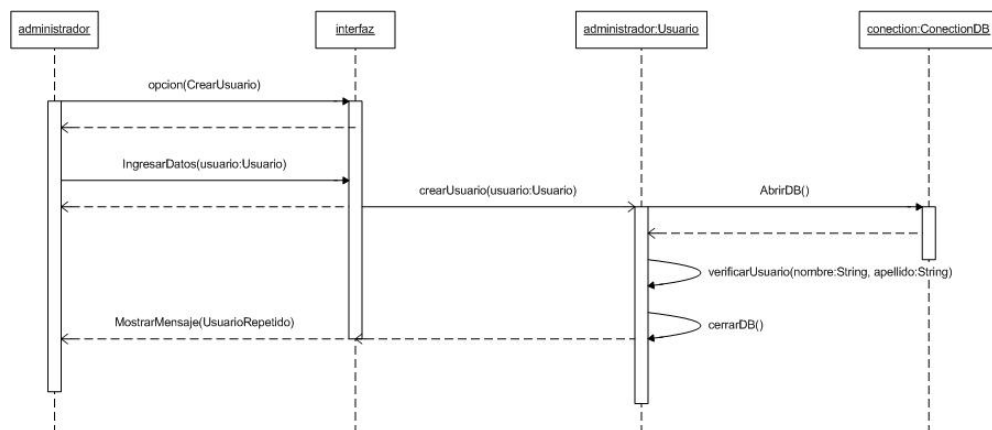 administrador
interfaz
administrador:Usuario
conection:ConectionDB
opcion(CrearUsuario)
IngresarDatos(usuario:Usuario)
crearUsuario(usuario:Usuario)
AbrirDB()
verificarUsuario(nombre:String, apellido:String)
MostrarMensaje(UsuarioRepetido)
cerrarDB()